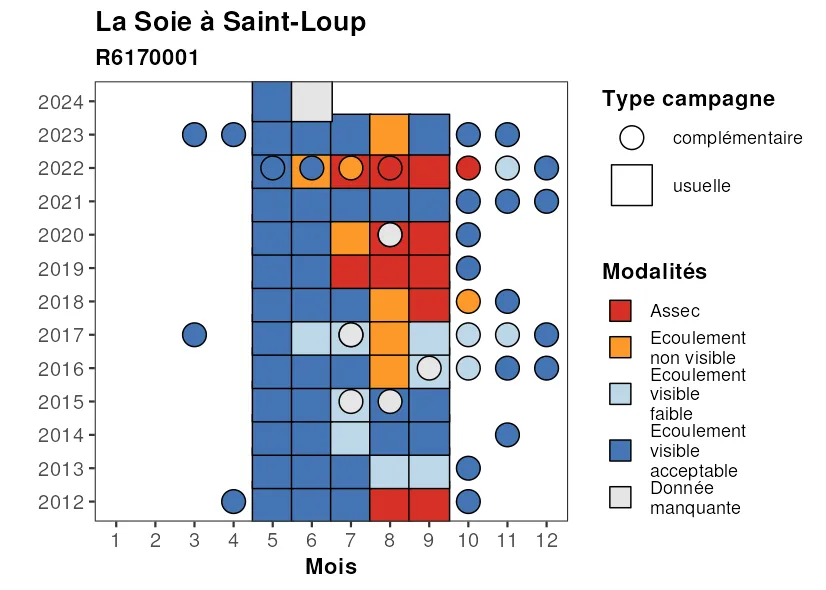 La Soie à Saint-Loup
R6170001
2024
2023
2022
2021
2020
2019
2018
2017
2016
2015
2014
2013
2012
1 2 3 4 5 6 7 8 9 10 11 12
Mois
Type campagne
complémentaire
usuelle
Modalités
Assec
Ecoulement
non visible
Ecoulement
visible
faible
Ecoulement
visible
acceptable
Donnée
manquante